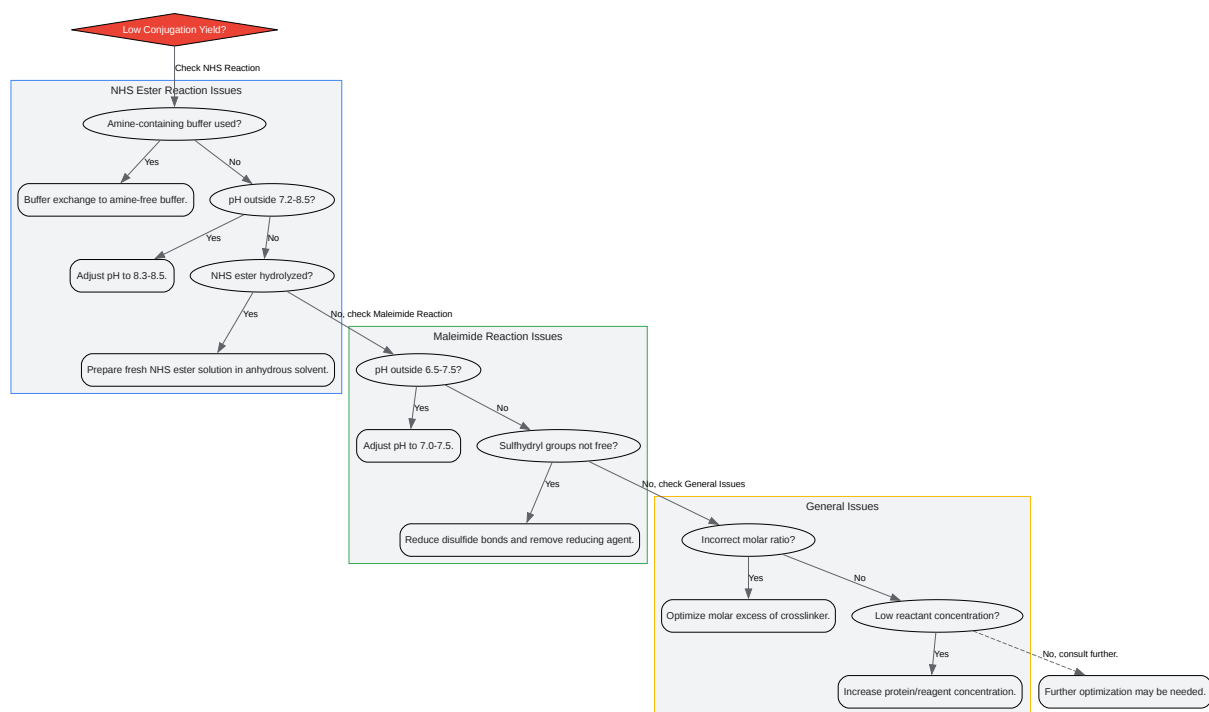 Low Conjugation Yield?
Check NHS Reaction
NHS Ester Reaction Issues
Amine-containing buffer used?
Yes
No
Buffer exchange to amine-free buffer.
pH outside 7.2-8.5?
Yes
No
Adjust pH to 8.3-8.5.
NHS ester hydrolyzed?
Yes
No, check Maleimide Reaction
Prepare fresh NHS ester solution in anhydrous solvent.
Maleimide Reaction Issues
pH outside 6.5-7.5?
Yes
No
Adjust pH to 7.0-7.5.
Sulfhydryl groups not free?
Yes
No, check General Issues
Reduce disulfide bonds and remove reducing agent.
General Issues
Incorrect molar ratio?
Yes
No
Optimize molar excess of crosslinker.
Low reactant concentration?
Yes
No, consult further.
Increase protein/reagent concentration.
Further optimization may be needed.